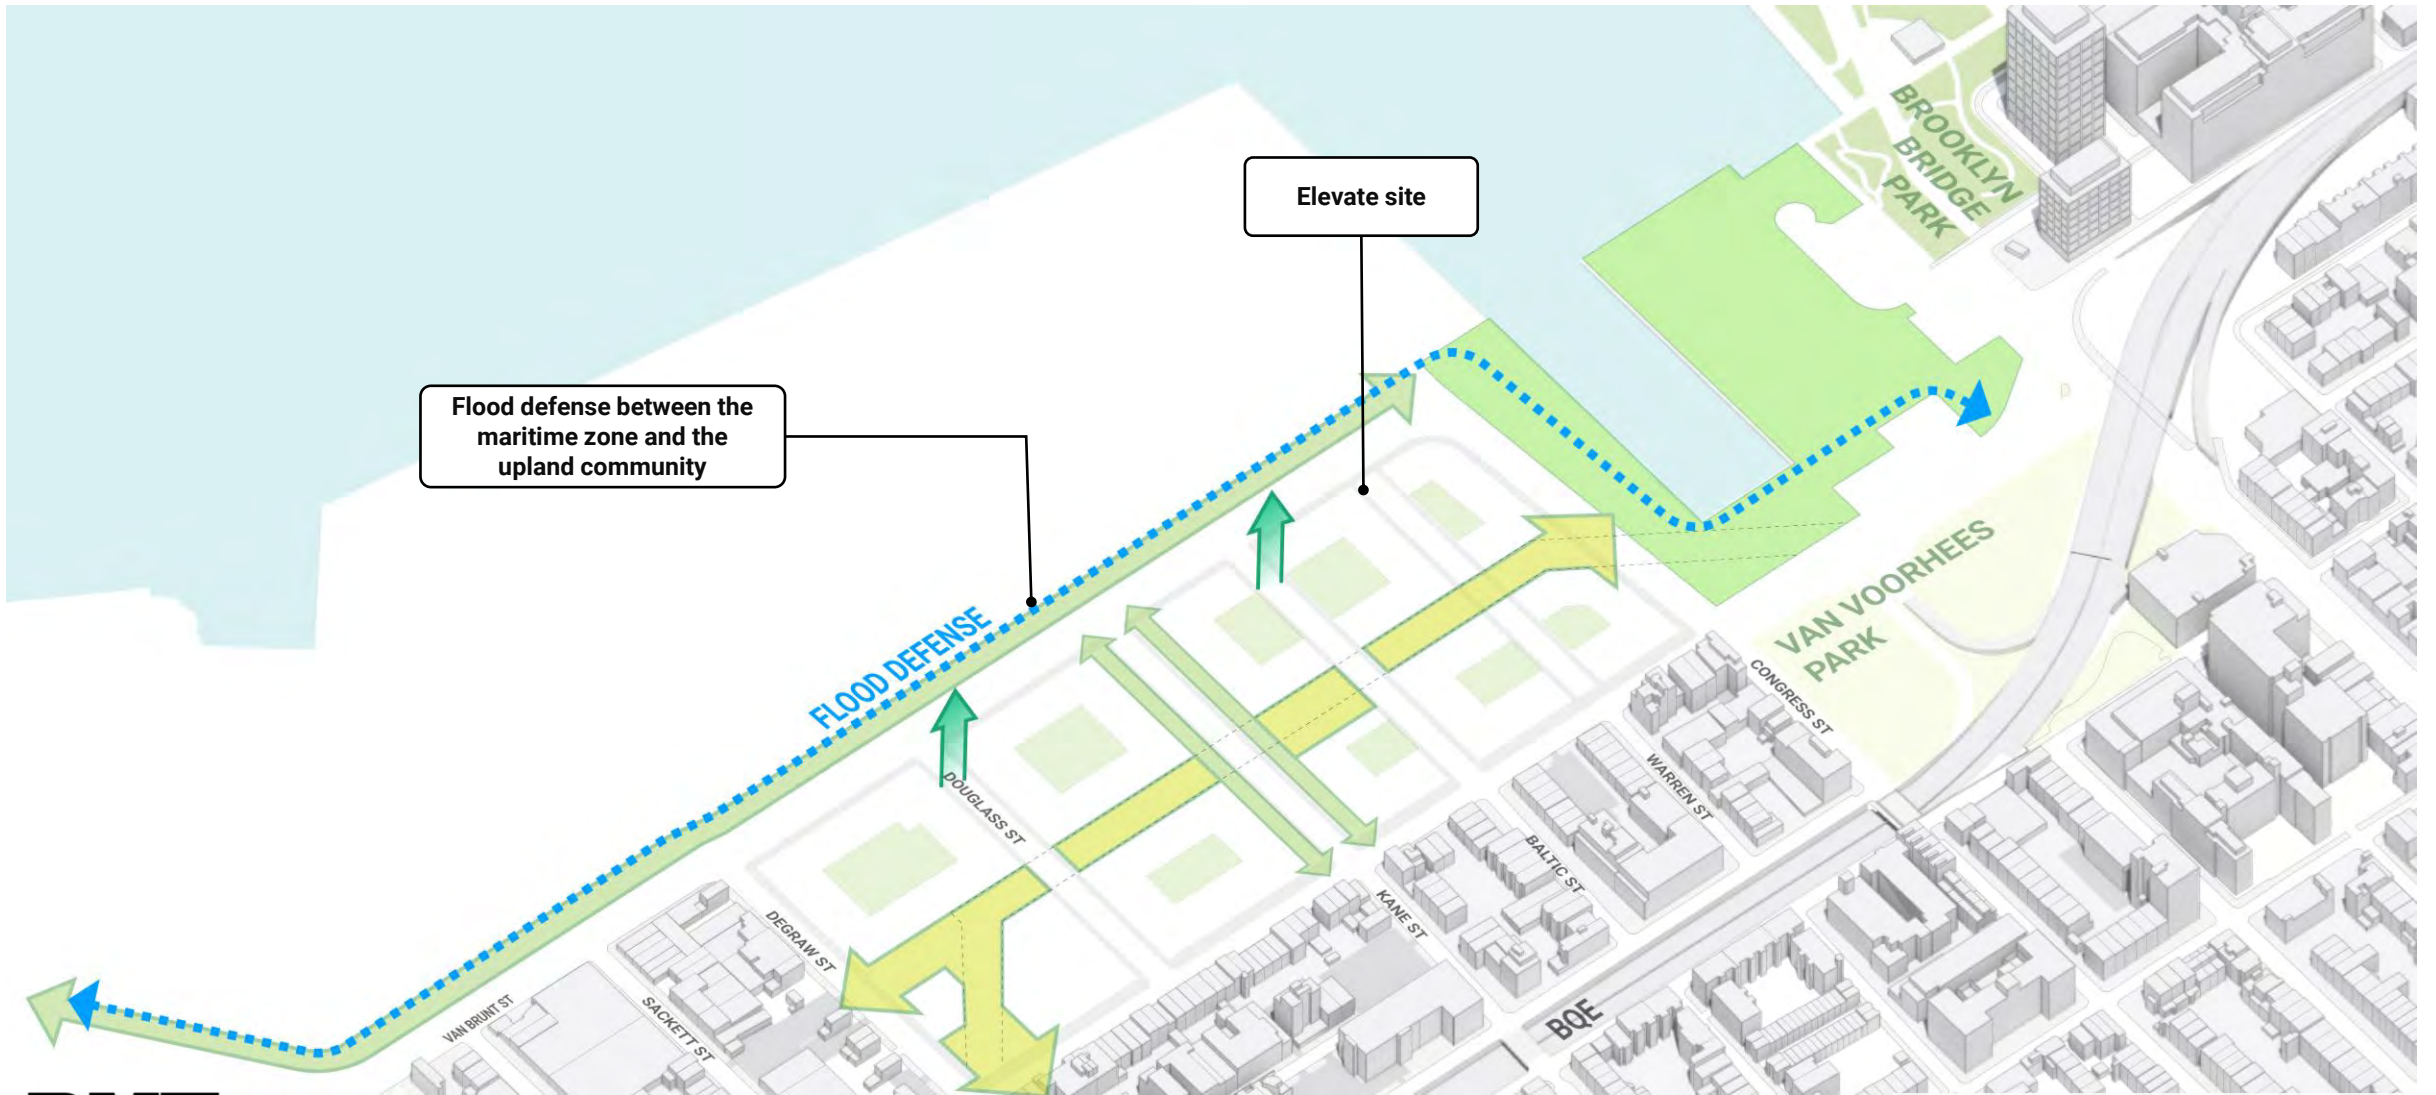 BROOKLYN
BRIDGE
PARK
Elevate site
Flood defense between the
maritime zone and the
upland community
FLOOD DEFENSE
VAN VOORHEES
PARK
CONGRESS ST
WARREN ST
DOUGLASS ST
BALTIC ST
KANE ST
DEGRAW ST
VAN BRUNT ST
SACKETT ST
BQE